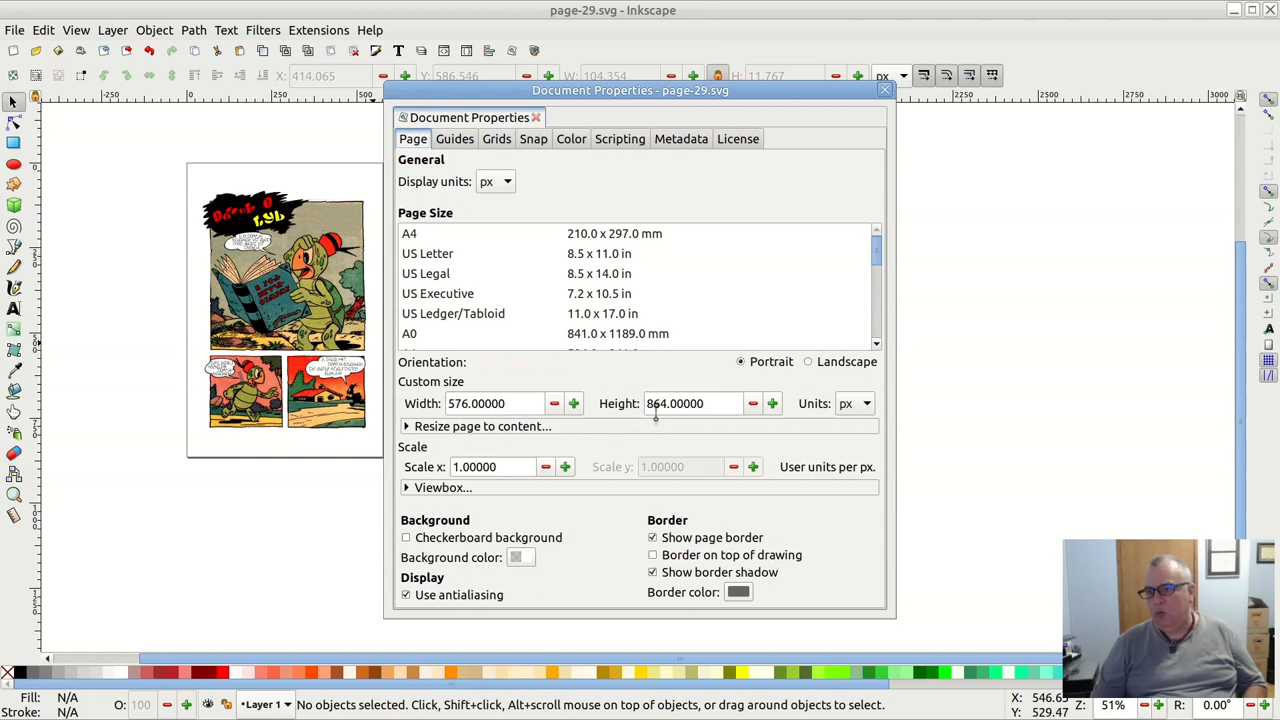 page-29.svg - Inkscape
File Edit View Layer Object Path Text Filters Extensions Help
X: 414.065 Y: 586.546 W: 104.354 H: 11.767 px
Document Properties - page-29.svg
Document Properties
Page Guides Grids Snap Color Scripting Metadata License
General
Display units: px
Page Size
A4 210.0 x 297.0 mm
US Letter 8.5 x 11.0 in
US Legal 8.5 x 14.0 in
US Executive 7.2 x 10.5 in
US Ledger/Tabloid 11.0 x 17.0 in
A0 841.0 x 1189.0 mm
Orientation: Portrait Landscape
Custom size
Width: 576.00000 Height: 864.00000 Units: px
Resize page to content...
Scale
Scale x: 1.00000 Scale y: 1.00000 User units per px.
Viewbox...
Background Border
Checkerboard background Show page border
Background color: Border on top of drawing
Display Show border shadow
Use antialiasing Border color:
0 250 500 2250 2500 2750 3000
Fill: N/A
Stroke: N/A
O: 100
Layer 1
No objects selected. Click, Shift+click, Alt+scroll mouse on top of objects, or drag around objects to select.
X: 546.65
Y: 529.47
Z: 51% R: 0.00°